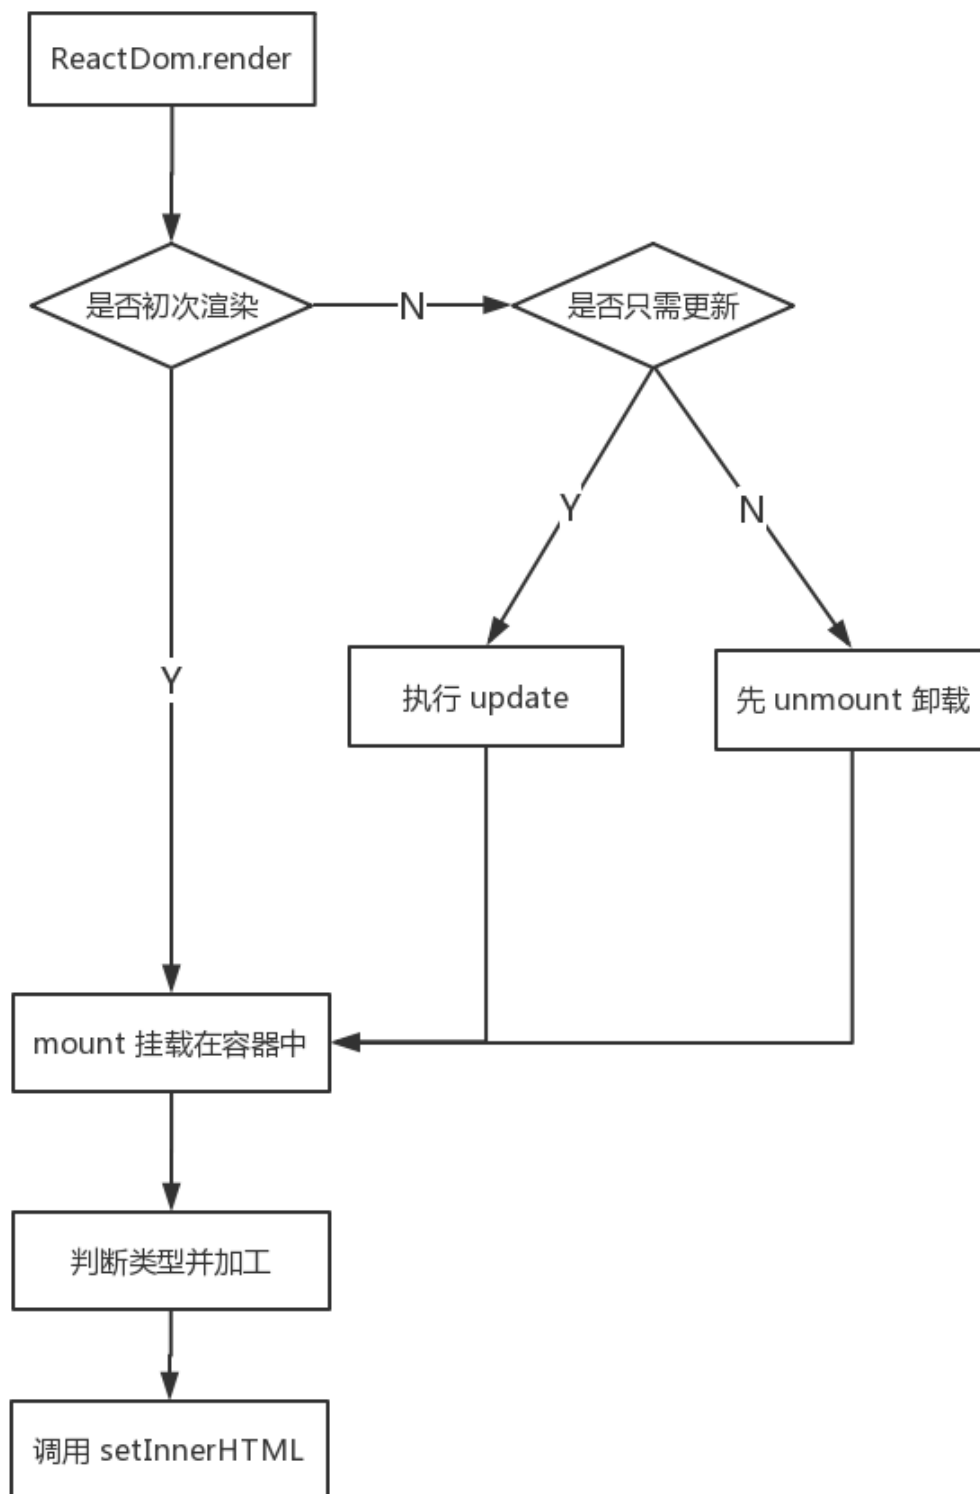 ReactDom.render
是否初次渲染
N
是否只需更新
Y
N
Y
执行 update
先 unmount 卸载
mount 挂载在容器中
判断类型并加工
调用 setInnerHTML